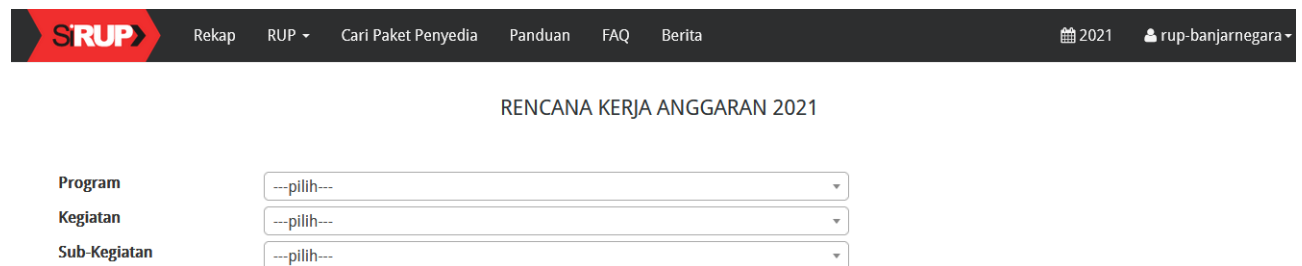 SiRUP Rekap RUP Cari Paket Penyedia Panduan FAQ Berita 2021 rup-banjarnegara
RENCANA KERJA ANGGARAN 2021
Program ---pilih---
Kegiatan ---pilih---
Sub-Kegiatan ---pilih---